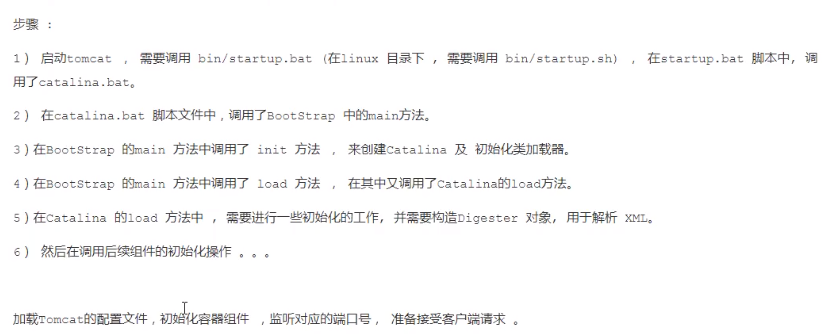 步骤 :
1) 启动tomcat , 需要调用 bin/startup.bat (在linux 目录下 , 需要调用 bin/startup.sh) , 在startup.bat 脚本中, 调
用了catalina.bat。
2) 在catalina.bat 脚本文件中,调用了BootStrap 中的main方法。
3)在BootStrap 的main 方法中调用了 init 方法 , 来创建Catalina 及 初始化类加载器。
4)在BootStrap 的main 方法中调用了 load 方法 , 在其中又调用了Catalina的load方法。
5)在Catalina 的load 方法中 , 需要进行一些初始化的工作, 并需要构造Digester 对象, 用于解析 XML。
6) 然后在调用后续组件的初始化操作 。。。
加载Tomcat的配置文件,初始化容器组件 ,监听对应的端口号, 准备接受客户端请求 。